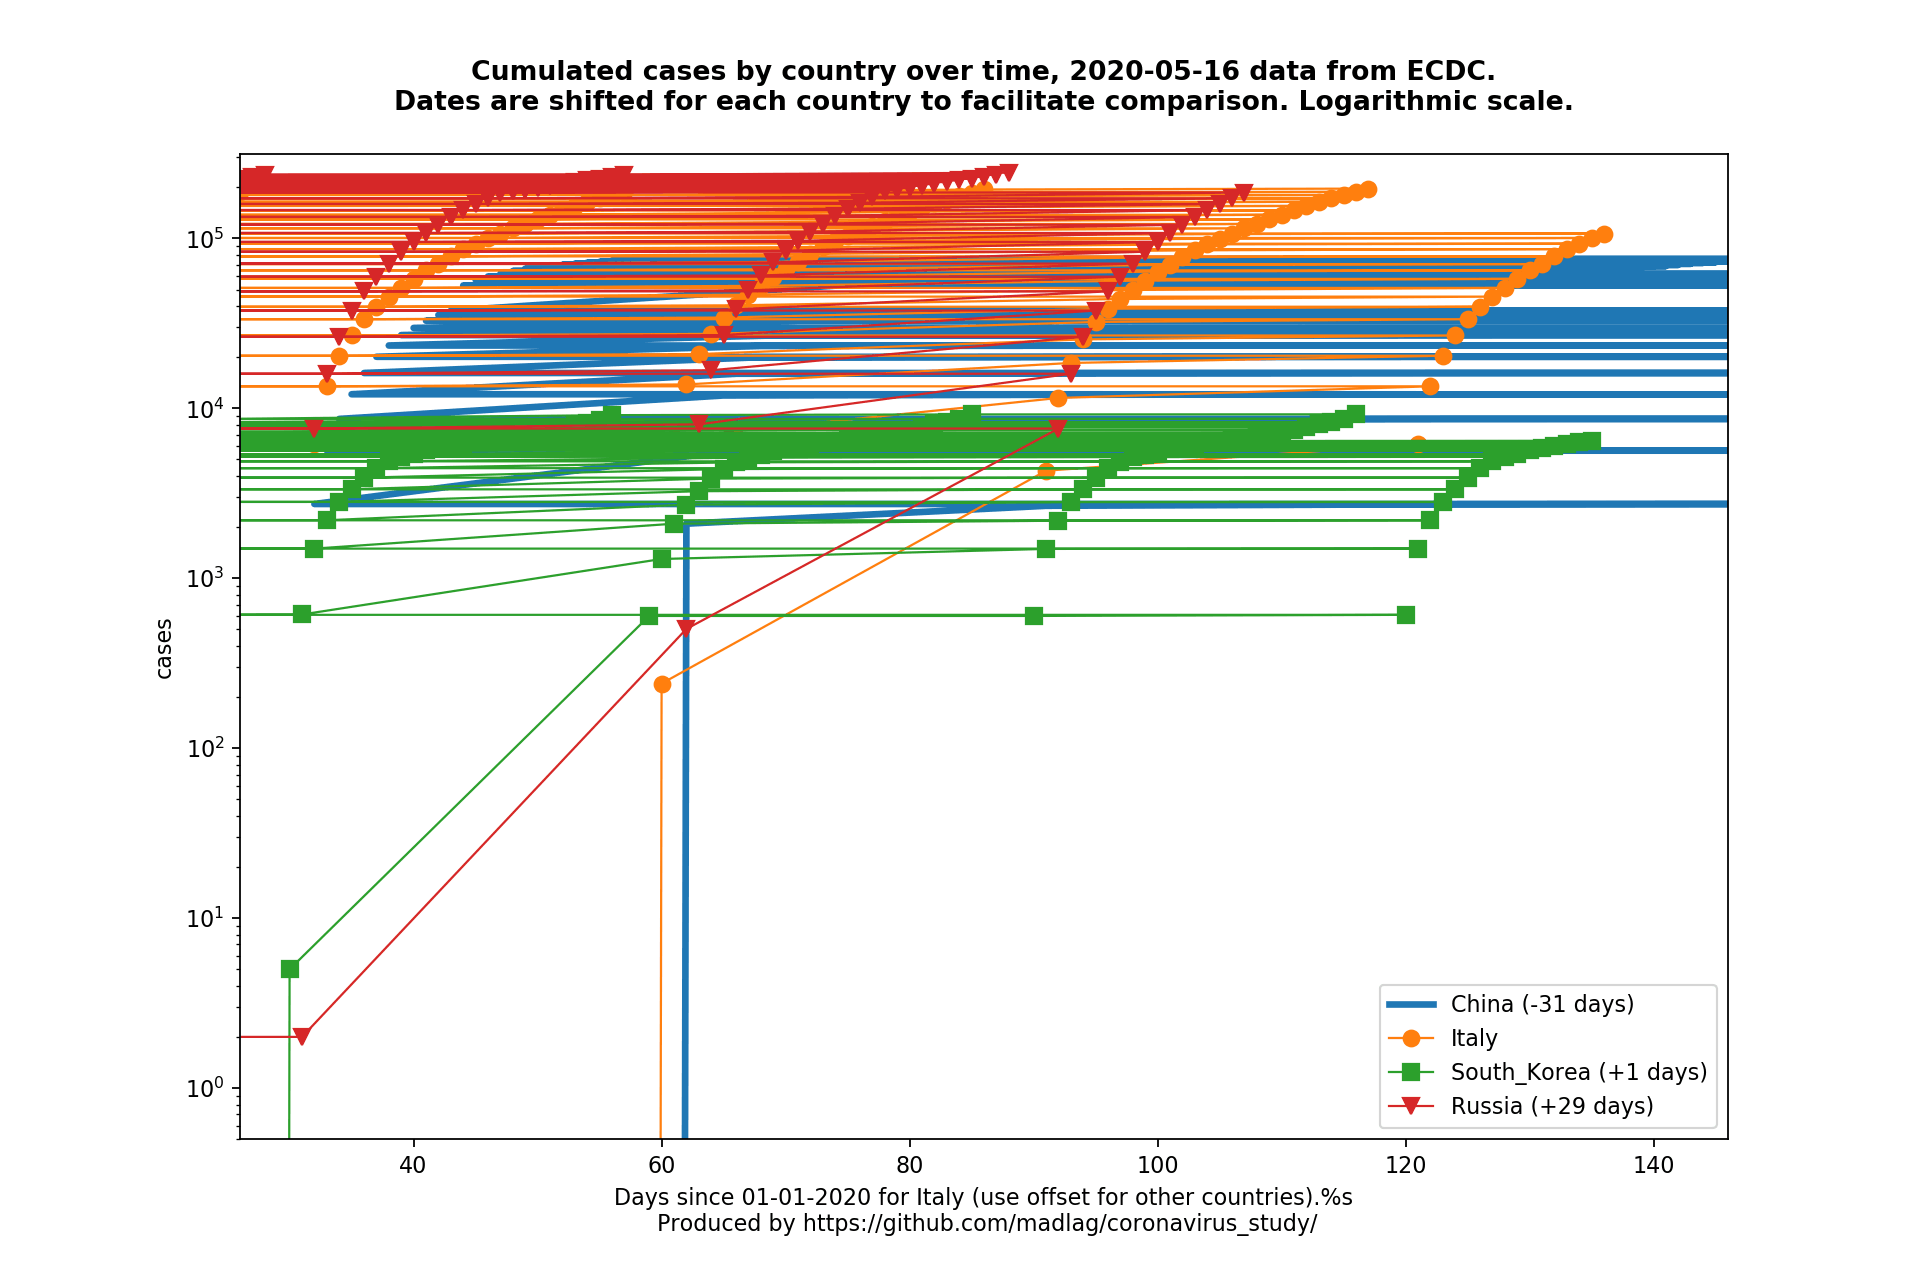 Cumulated cases by country over time, 2020-05-16 data from ECDC.
Dates are shifted for each country to facilitate comparison. Logarithmic scale.
10⁵
10⁴
10³
10²
10¹
10⁰
cases
40 60 80 100 120 140
Days since 01-01-2020 for Italy (use offset for other countries).%s
Produced by https://github.com/madlag/coronavirus_study/
China (-31 days)
Italy
South_Korea (+1 days)
Russia (+29 days)